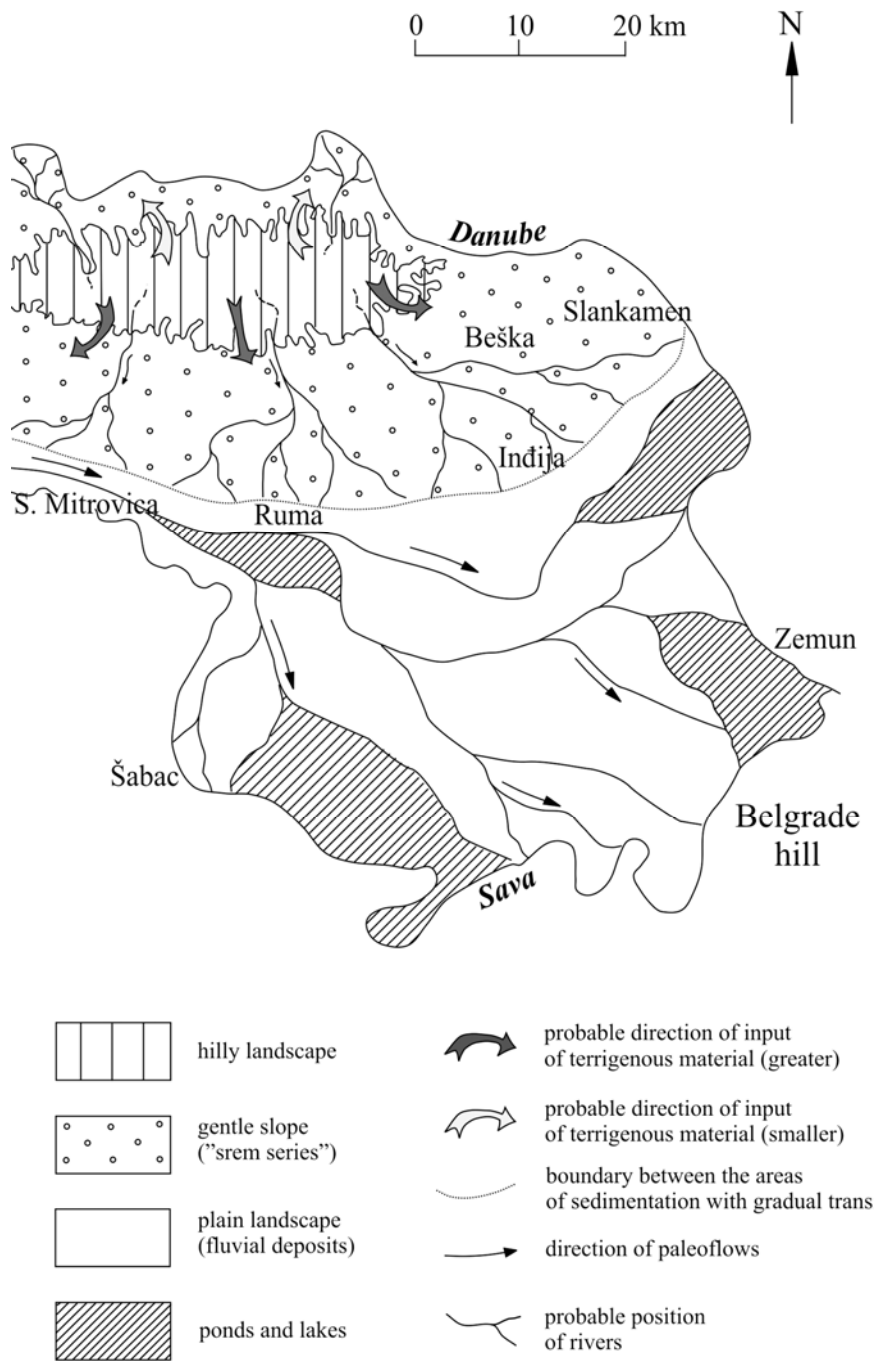 0 10 20 km
N
Danube
Slankamen
Beška
Inđija
S. Mitrovica
Ruma
Zemun
Šabac
Belgrade
hill
Sava
hilly landscape
gentle slope
("srem series")
plain landscape
(fluvial deposits)
ponds and lakes
probable direction of input
of terrigenous material (greater)
probable direction of input
of terrigenous material (smaller)
boundary between the areas
of sedimentation with gradual trans
direction of paleoflows
probable position
of rivers